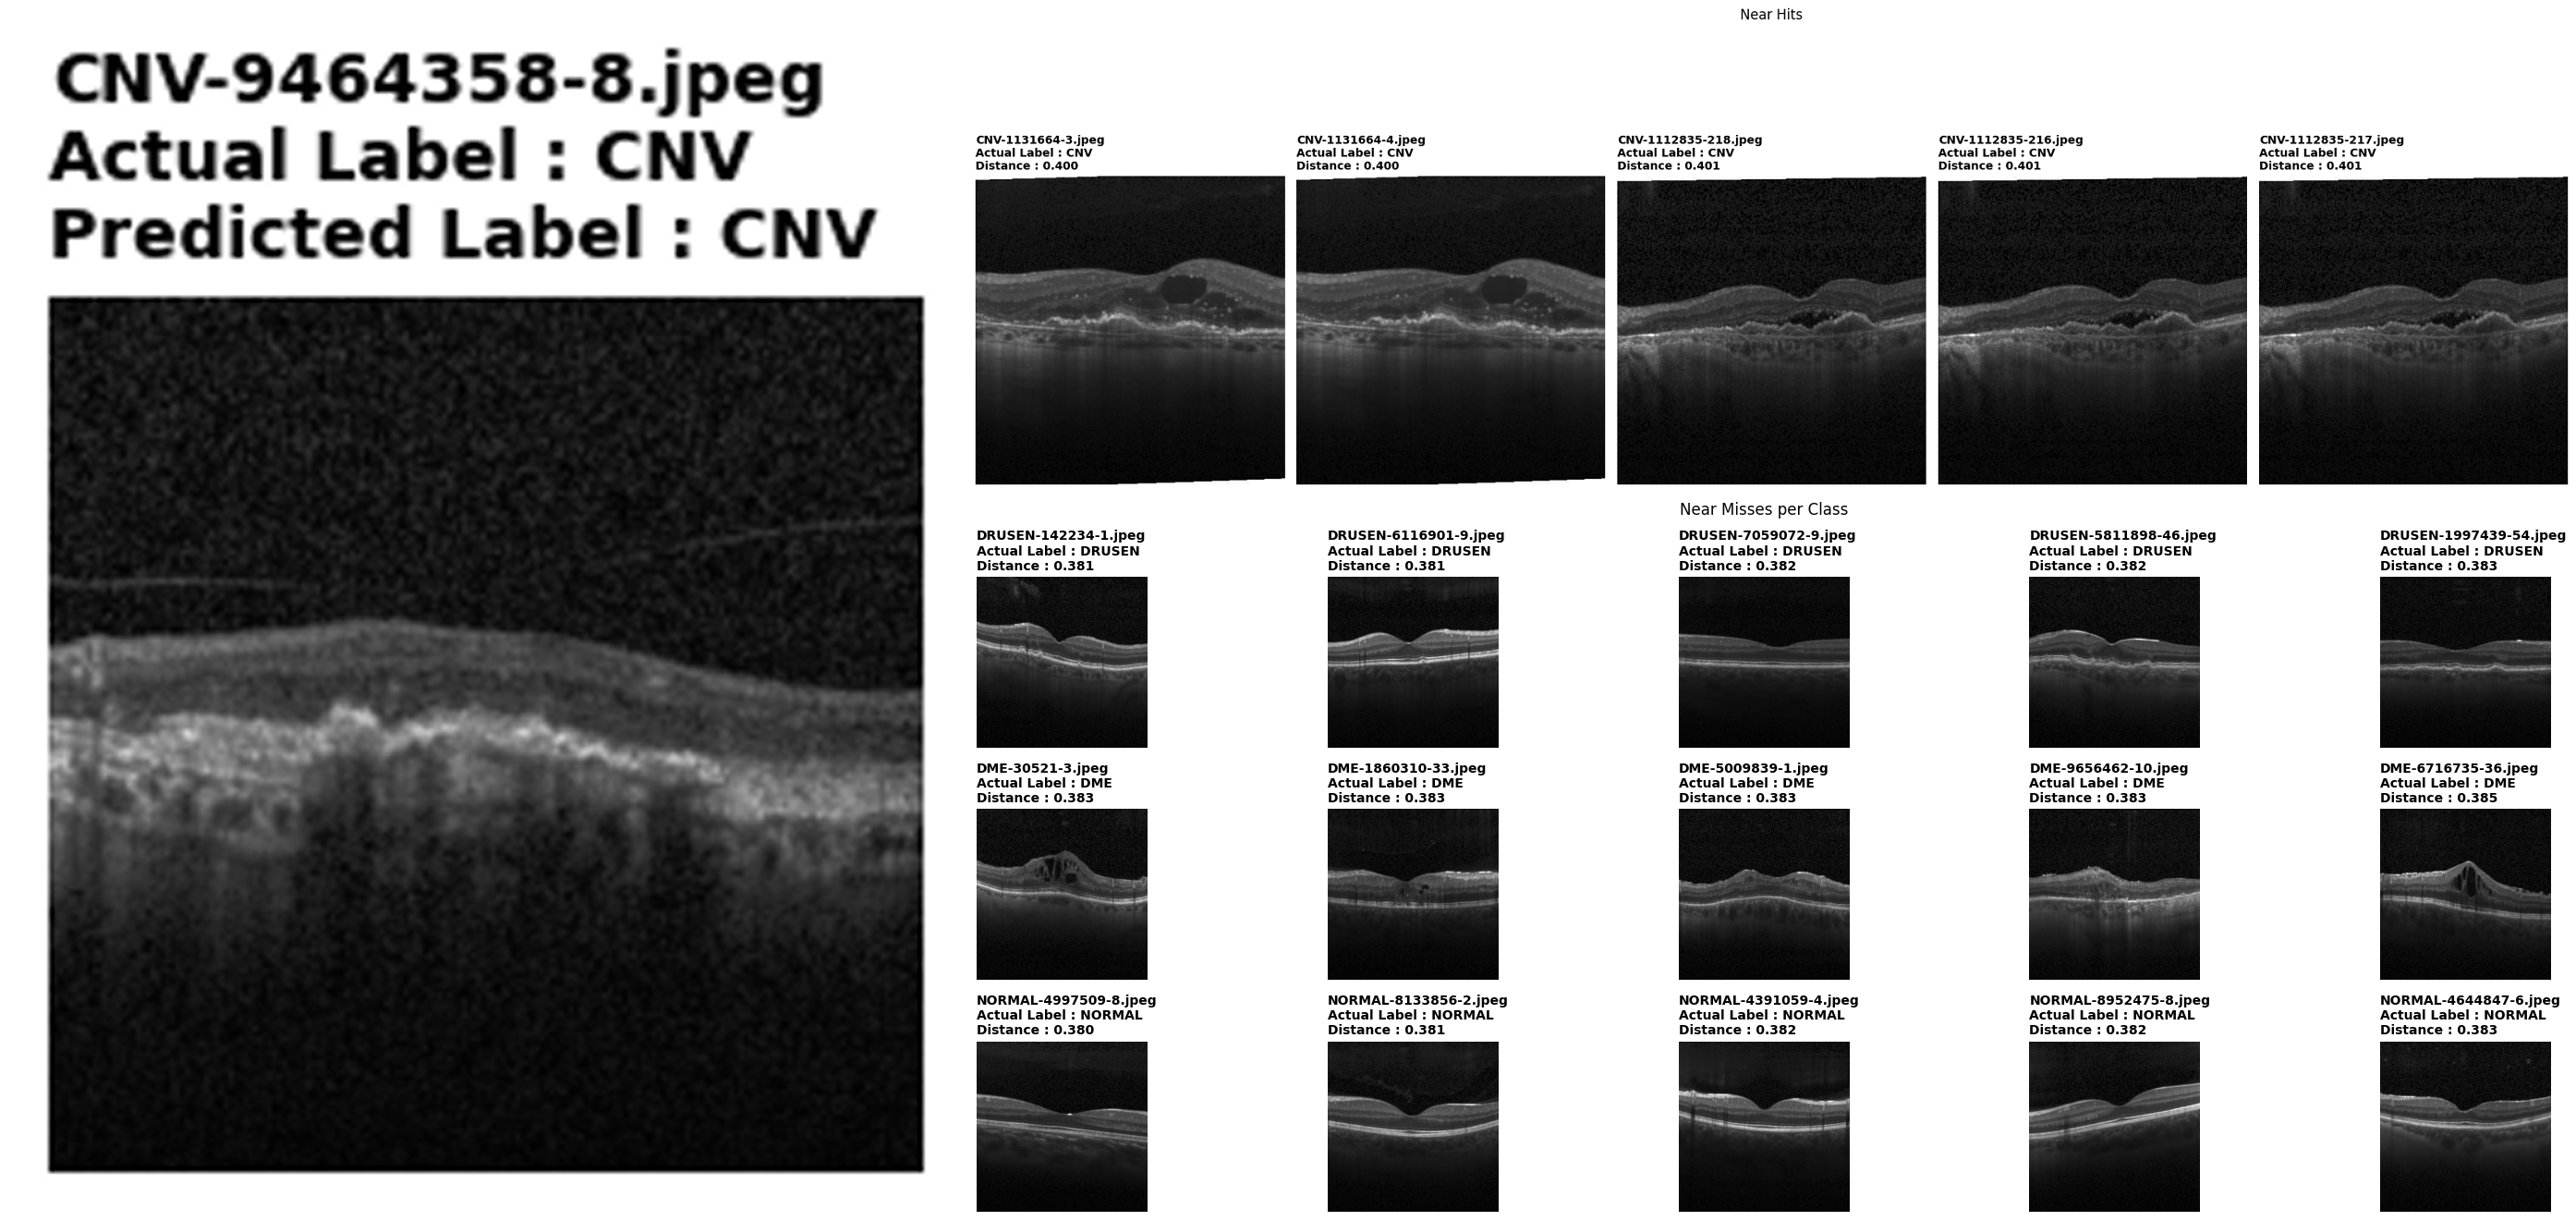 CNV-9464358-8.jpeg
Actual Label : CNV
Predicted Label : CNV
Near Hits
CNV-1131664-3.jpeg
Actual Label : CNV
Distance : 0.400
CNV-1131664-4.jpeg
Actual Label : CNV
Distance : 0.400
CNV-1112835-218.jpeg
Actual Label : CNV
Distance : 0.401
CNV-1112835-216.jpeg
Actual Label : CNV
Distance : 0.401
CNV-1112835-217.jpeg
Actual Label : CNV
Distance : 0.401
Near Misses per Class
DRUSEN-142234-1.jpeg
Actual Label : DRUSEN
Distance : 0.381
DRUSEN-6116901-9.jpeg
Actual Label : DRUSEN
Distance : 0.381
DRUSEN-7059072-9.jpeg
Actual Label : DRUSEN
Distance : 0.382
DRUSEN-5811898-46.jpeg
Actual Label : DRUSEN
Distance : 0.382
DRUSEN-1997439-54.jpeg
Actual Label : DRUSEN
Distance : 0.383
DME-30521-3.jpeg
Actual Label : DME
Distance : 0.383
DME-1860310-33.jpeg
Actual Label : DME
Distance : 0.383
DME-5009839-1.jpeg
Actual Label : DME
Distance : 0.383
DME-9656462-10.jpeg
Actual Label : DME
Distance : 0.383
DME-6716735-36.jpeg
Actual Label : DME
Distance : 0.385
NORMAL-4997509-8.jpeg
Actual Label : NORMAL
Distance : 0.380
NORMAL-8133856-2.jpeg
Actual Label : NORMAL
Distance : 0.381
NORMAL-4391059-4.jpeg
Actual Label : NORMAL
Distance : 0.382
NORMAL-8952475-8.jpeg
Actual Label : NORMAL
Distance : 0.382
NORMAL-4644847-6.jpeg
Actual Label : NORMAL
Distance : 0.383